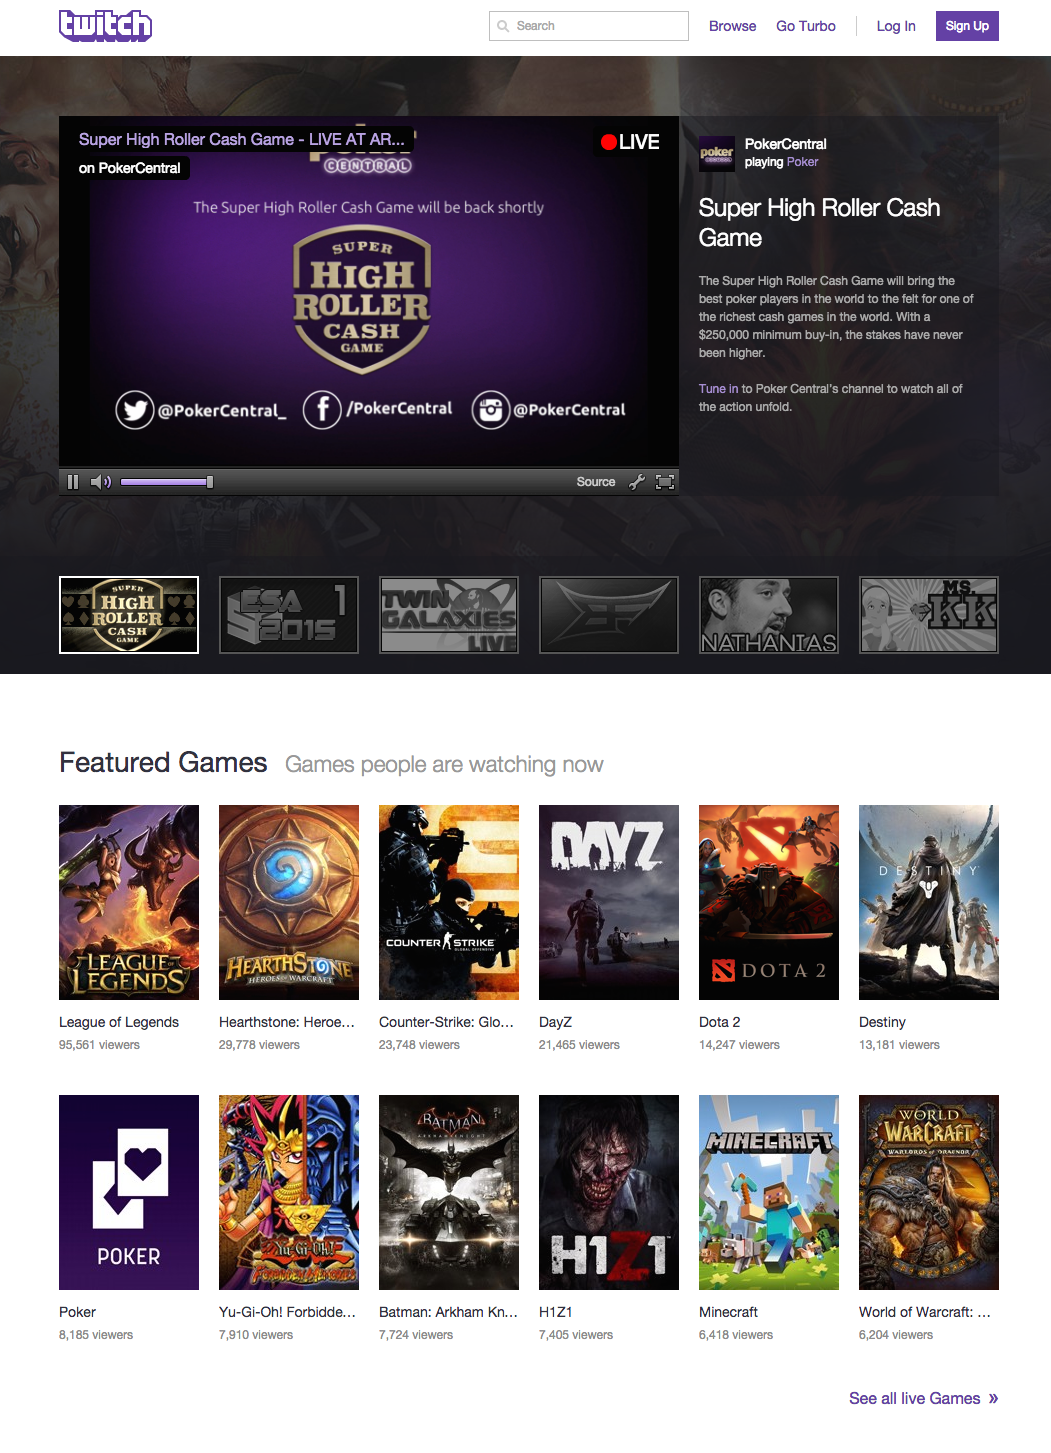 twitch
Search
Browse
Go Turbo
Log In
Sign Up
Super High Roller Cash Game - LIVE AT AR...
on PokerCentral
LIVE
poker
CENTRAL
The Super High Roller Cash Game will be back shortly
SUPER
HIGH
ROLLER
CASH
GAME
@PokerCentral_
/PokerCentral
@PokerCentral
Source
poker
CENTRAL
PokerCentral
playing Poker
Super High Roller Cash
Game
The Super High Roller Cash Game will bring the
best poker players in the world to the felt for one of
the richest cash games in the world. With a
$250,000 minimum buy-in, the stakes have never
been higher.
Tune in to Poker Central's channel to watch all of
the action unfold.
SUPER
HIGH
ROLLER
CASH
GAME
ESA 1
2015
TWIN
GALAXIES
LIVE
NATHANIAS
MS.
KK
Featured Games Games people are watching now
LEAGUE OF
LEGENDS
HEARTHSTONE
HEROES OF WARCRAFT
COUNTER STRIKE
GLOBAL OFFENSIVE
DAYZ
DOTA 2
DESTINY
League of Legends
95,561 viewers
Hearthstone: Heroe...
29,778 viewers
Counter-Strike: Glo...
23,748 viewers
DayZ
21,465 viewers
Dota 2
14,247 viewers
Destiny
13,181 viewers
POKER
Yu-Gi-Oh!
FORBIDDEN MEMORIES
BATMAN
ARKHAM KNIGHT
H1Z1
MINECRAFT
WORLD
WARCRAFT
WARLORDS OF DRAENOR
Poker
8,185 viewers
Yu-Gi-Oh! Forbidde...
7,910 viewers
Batman: Arkham Kn...
7,724 viewers
H1Z1
7,405 viewers
Minecraft
6,418 viewers
World of Warcraft: ...
6,204 viewers
See all live Games »